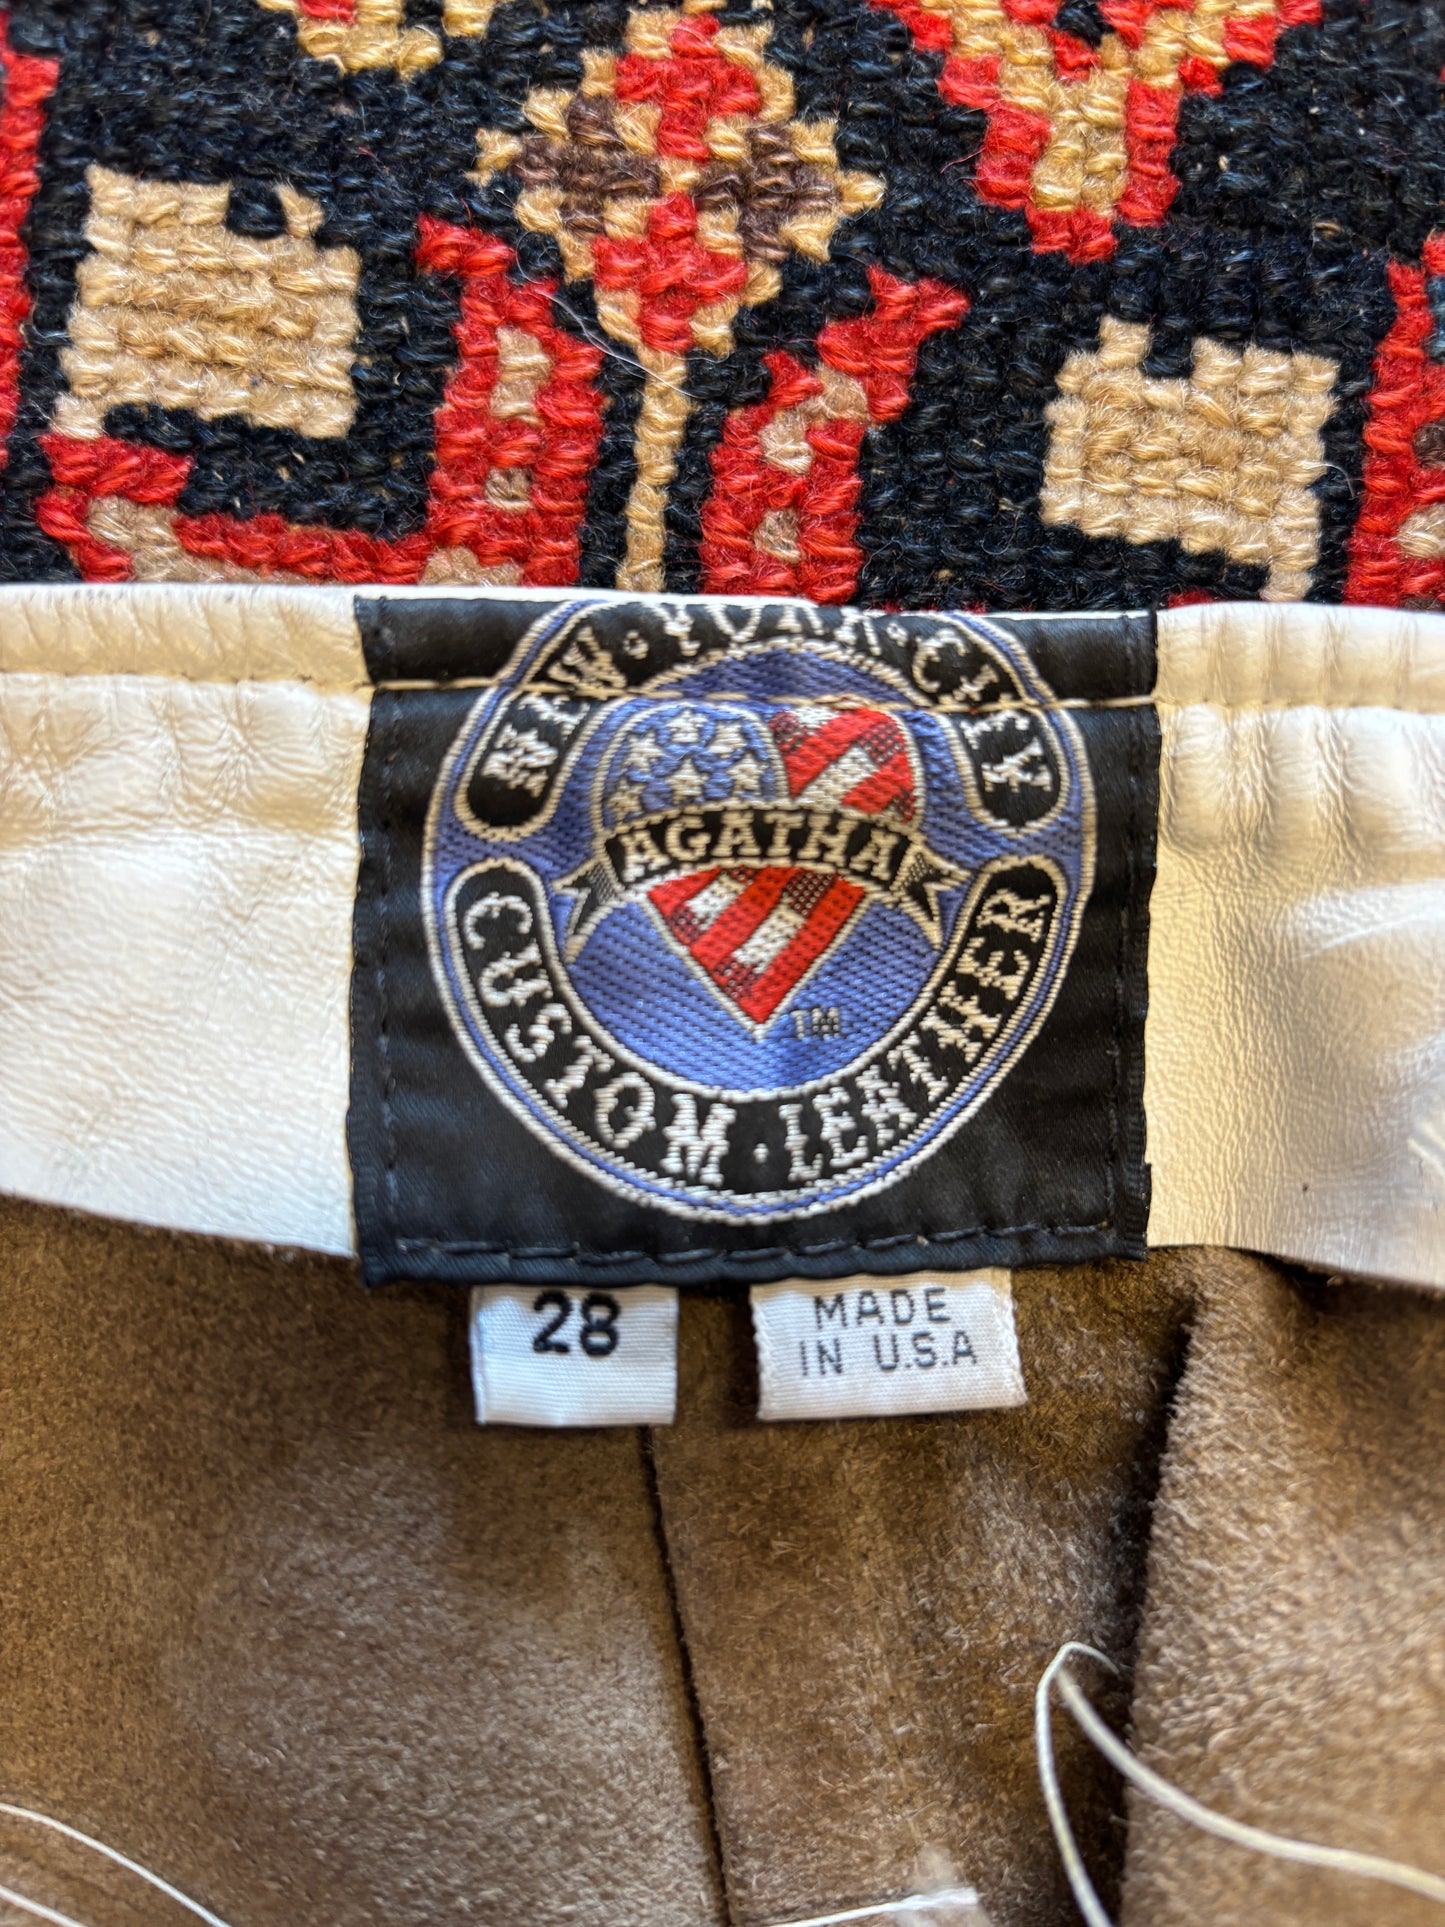 NEW·YORK·CITY
AGATHA
TM
CUSTOM·LEATHER
28
MADE
IN U.S.A